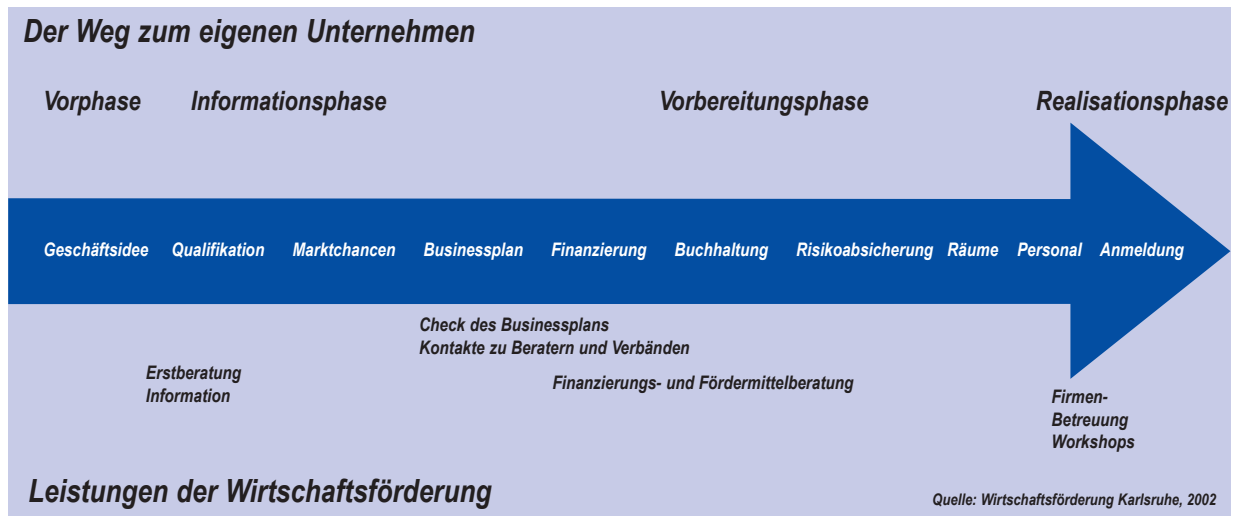 Der Weg zum eigenen Unternehmen
Vorphase Informationsphase Vorbereitungsphase Realisationsphase
Geschäftsidee Qualifikation Marktchancen Businessplan Finanzierung Buchhaltung Risikoabsicherung Räume Personal Anmeldung
Check des Businessplans
Kontakte zu Beratern und Verbänden
Erstberatung
Information
Finanzierungs- und Fördermittelberatung
Firmen-
Betreuung
Workshops
Leistungen der Wirtschaftsförderung
Quelle: Wirtschaftsförderung Karlsruhe, 2002